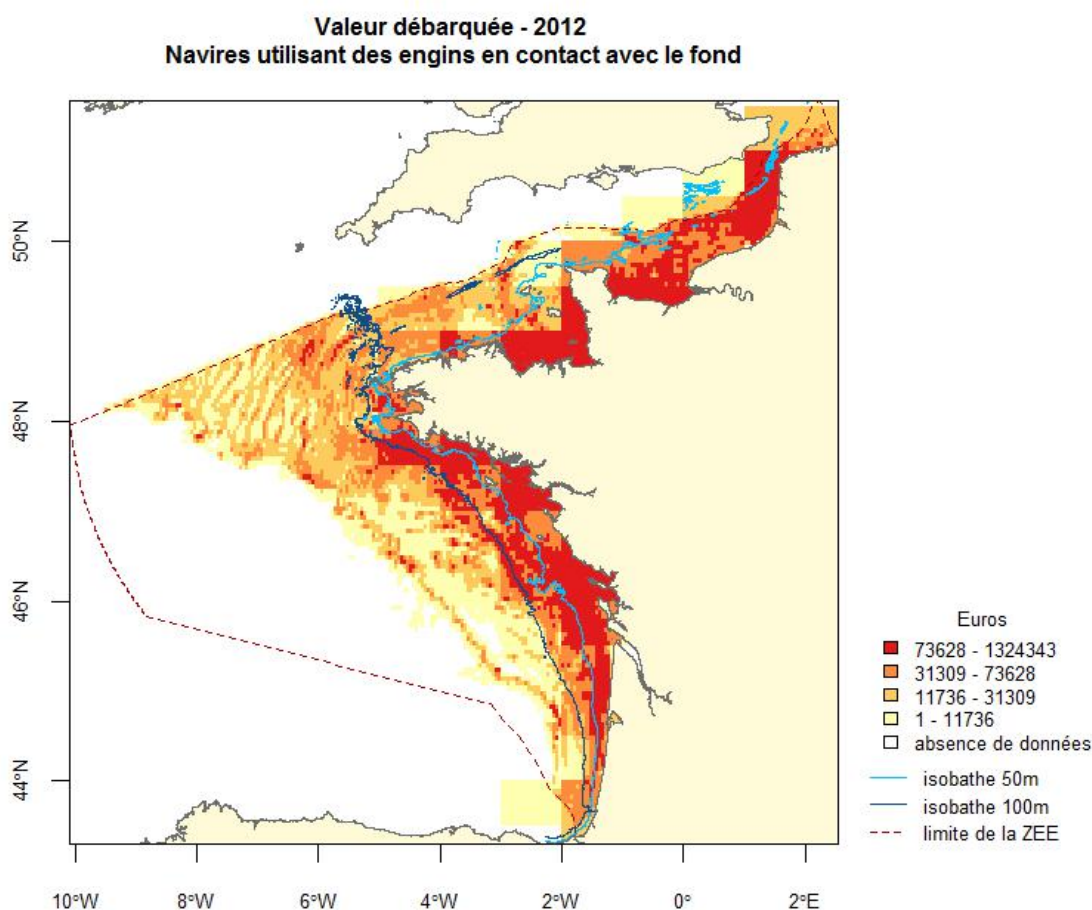 Valeur débarquée - 2012
Navires utilisant des engins en contact avec le fond
50°N
48°N
46°N
44°N
10°W
8°W
6°W
4°W
2°W
0°
2°E
Euros
73628 - 1324343
31309 - 73628
11736 - 31309
1 - 11736
absence de données
isobathe 50m
isobathe 100m
limite de la ZEE